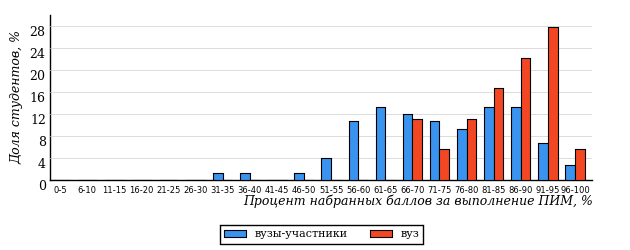 Доля студентов, %
28
24
20
16
12
8
4
0
0-5 6-10 11-15 16-20 21-25 26-30 31-35 36-40 41-45 46-50 51-55 56-60 61-65 66-70 71-75 76-80 81-85 86-90 91-95 96-100
Процент набранных баллов за выполнение ПИМ, %
вузы-участники вуз